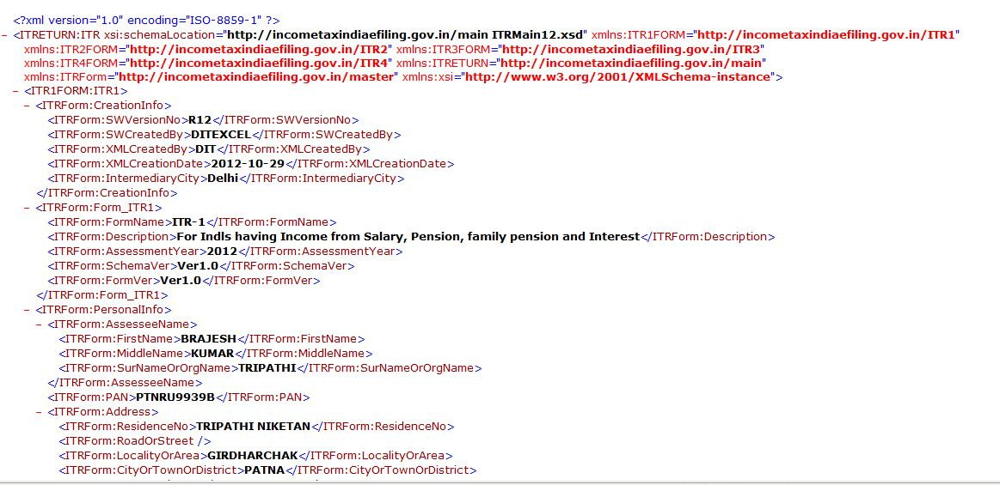 <?xml version="1.0" encoding="ISO-8859-1" ?>
- <ITRETURN:ITR xsi:schemaLocation="http://incometaxindiaefiling.gov.in/main ITRMain12.xsd" xmlns:ITR1FORM="http://incometaxindiaefiling.gov.in/ITR1"
xmlns:ITR2FORM="http://incometaxindiaefiling.gov.in/ITR2" xmlns:ITR3FORM="http://incometaxindiaefiling.gov.in/ITR3"
xmlns:ITR4FORM="http://incometaxindiaefiling.gov.in/ITR4" xmlns:ITRETURN="http://incometaxindiaefiling.gov.in/main"
xmlns:ITRForm="http://incometaxindiaefiling.gov.in/master" xmlns:xsi="http://www.w3.org/2001/XMLSchema-instance">
- <ITR1FORM:ITR1>
- <ITRForm:CreationInfo>
<ITRForm:SWVersionNo>R12</ITRForm:SWVersionNo>
<ITRForm:SWCreatedBy>DITEXCEL</ITRForm:SWCreatedBy>
<ITRForm:XMLCreatedBy>DIT</ITRForm:XMLCreatedBy>
<ITRForm:XMLCreationDate>2012-10-29</ITRForm:XMLCreationDate>
<ITRForm:IntermediaryCity>Delhi</ITRForm:IntermediaryCity>
</ITRForm:CreationInfo>
- <ITRForm:Form_ITR1>
<ITRForm:FormName>ITR-1</ITRForm:FormName>
<ITRForm:Description>For Indls having Income from Salary, Pension, family pension and Interest</ITRForm:Description>
<ITRForm:AssessmentYear>2012</ITRForm:AssessmentYear>
<ITRForm:SchemaVer>Ver1.0</ITRForm:SchemaVer>
<ITRForm:FormVer>Ver1.0</ITRForm:FormVer>
</ITRForm:Form_ITR1>
- <ITRForm:PersonalInfo>
- <ITRForm:AssesseeName>
<ITRForm:FirstName>BRAJESH</ITRForm:FirstName>
<ITRForm:MiddleName>KUMAR</ITRForm:MiddleName>
<ITRForm:SurNameOrOrgName>TRIPATHI</ITRForm:SurNameOrOrgName>
</ITRForm:AssesseeName>
<ITRForm:PAN>PTNRU9939B</ITRForm:PAN>
- <ITRForm:Address>
<ITRForm:ResidenceNo>TRIPATHI NIKETAN</ITRForm:ResidenceNo>
<ITRForm:RoadOrStreet />
<ITRForm:LocalityOrArea>GIRDHARCHAK</ITRForm:LocalityOrArea>
<ITRForm:CityOrTownOrDistrict>PATNA</ITRForm:CityOrTownOrDistrict>